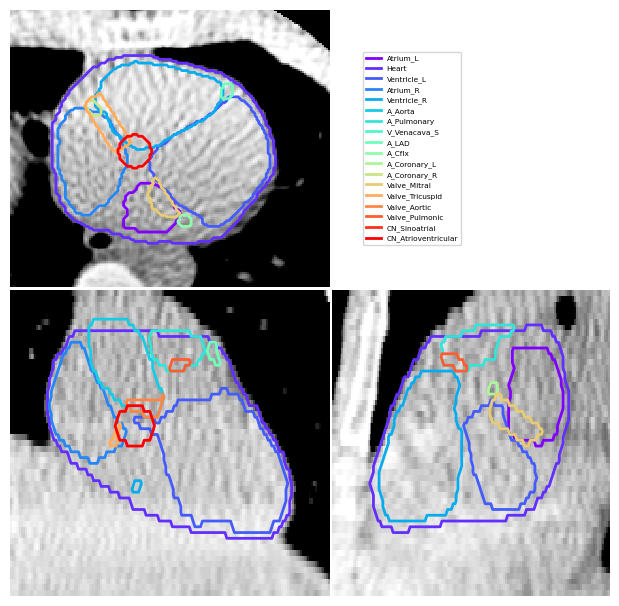 Atrium_L
Heart
Ventricle_L
Atrium_R
Ventricle_R
A_Aorta
A_Pulmonary
V_Venacava_S
A_LAD
A_Cflx
A_Coronary_L
A_Coronary_R
Valve_Mitral
Valve_Tricuspid
Valve_Aortic
Valve_Pulmonic
CN_Sinoatrial
CN_Atrioventricular